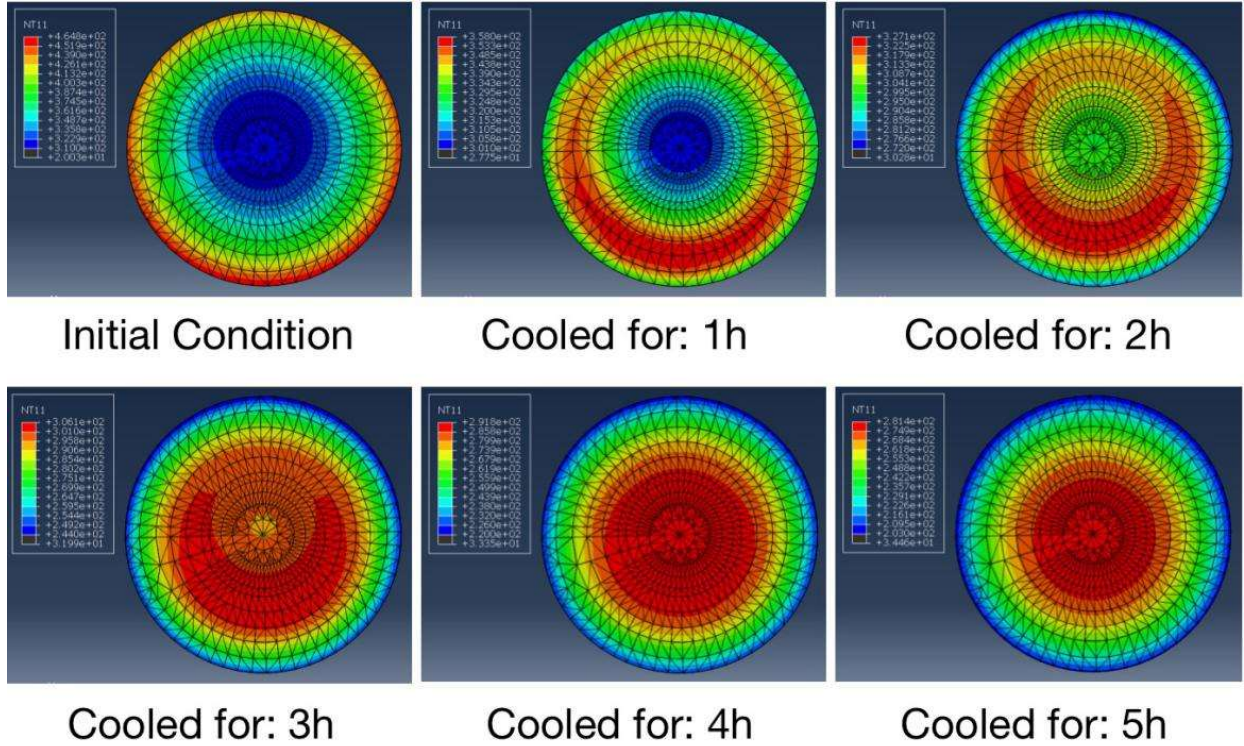 NT11
+4.648e+02
+4.519e+02
+4.390e+02
+4.261e+02
+4.132e+02
+4.003e+02
+3.874e+02
+3.745e+02
+3.616e+02
+3.487e+02
+3.358e+02
+3.229e+02
+3.100e+02
+2.003e+01
Initial Condition
NT11
+3.580e+02
+3.533e+02
+3.485e+02
+3.438e+02
+3.390e+02
+3.343e+02
+3.295e+02
+3.248e+02
+3.200e+02
+3.153e+02
+3.105e+02
+3.058e+02
+3.010e+02
+2.775e+01
Cooled for: 1h
NT11
+3.271e+02
+3.225e+02
+3.179e+02
+3.133e+02
+3.087e+02
+3.041e+02
+2.995e+02
+2.950e+02
+2.904e+02
+2.858e+02
+2.812e+02
+2.766e+02
+2.720e+02
+3.028e+01
Cooled for: 2h
NT11
+3.061e+02
+3.010e+02
+2.958e+02
+2.906e+02
+2.854e+02
+2.802e+02
+2.751e+02
+2.699e+02
+2.647e+02
+2.595e+02
+2.544e+02
+2.492e+02
+2.440e+02
+3.199e+01
Cooled for: 3h
NT11
+2.918e+02
+2.858e+02
+2.799e+02
+2.739e+02
+2.679e+02
+2.619e+02
+2.559e+02
+2.499e+02
+2.439e+02
+2.380e+02
+2.320e+02
+2.260e+02
+2.200e+02
+3.335e+01
Cooled for: 4h
NT11
+2.814e+02
+2.749e+02
+2.684e+02
+2.618e+02
+2.553e+02
+2.488e+02
+2.422e+02
+2.357e+02
+2.291e+02
+2.226e+02
+2.161e+02
+2.095e+02
+2.030e+02
+3.446e+01
Cooled for: 5h